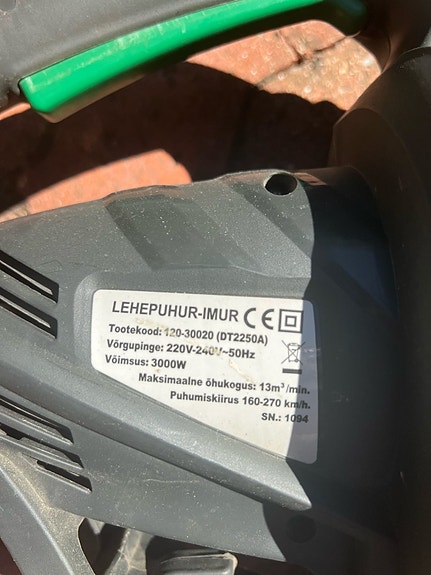 LEHEPUHUR-IMUR CE
Tootekood: 120-30020 (DT2250A)
Võrgupinge: 220V-240V~50Hz
Võimsus: 3000W
Maksimaalne õhukogus: 13m³/min.
Puhumiskiirus 160-270 km/h.
SN.: 1094